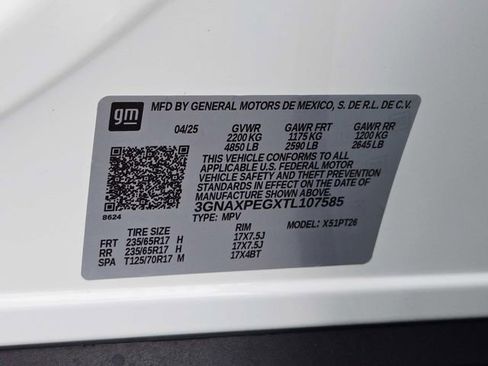 gm
MFD BY GENERAL MOTORS DE MEXICO, S. DE R.L. DE C.V.
04/25 GVWR GAWR FRT GAWR RR
2200 KG 1175 KG 1200 KG
4850 LB 2590 LB 2645 LB
THIS VEHICLE CONFORMS TO ALL
APPLICABLE U.S. FEDERAL MOTOR
VEHICLE SAFETY AND THEFT PREVENTION
STANDARDS IN EFFECT ON THE DATE OF
MANUFACTURE SHOWN ABOVE.
3GNAXPEGXTL107585
8624 TYPE: MPV MODEL: X51PT26
TIRE SIZE RIM
FRT 235/65R17 H 17X7.5J
RR 235/65R17 H 17X7.5J
SPA T125/70R17 M 17X4BT